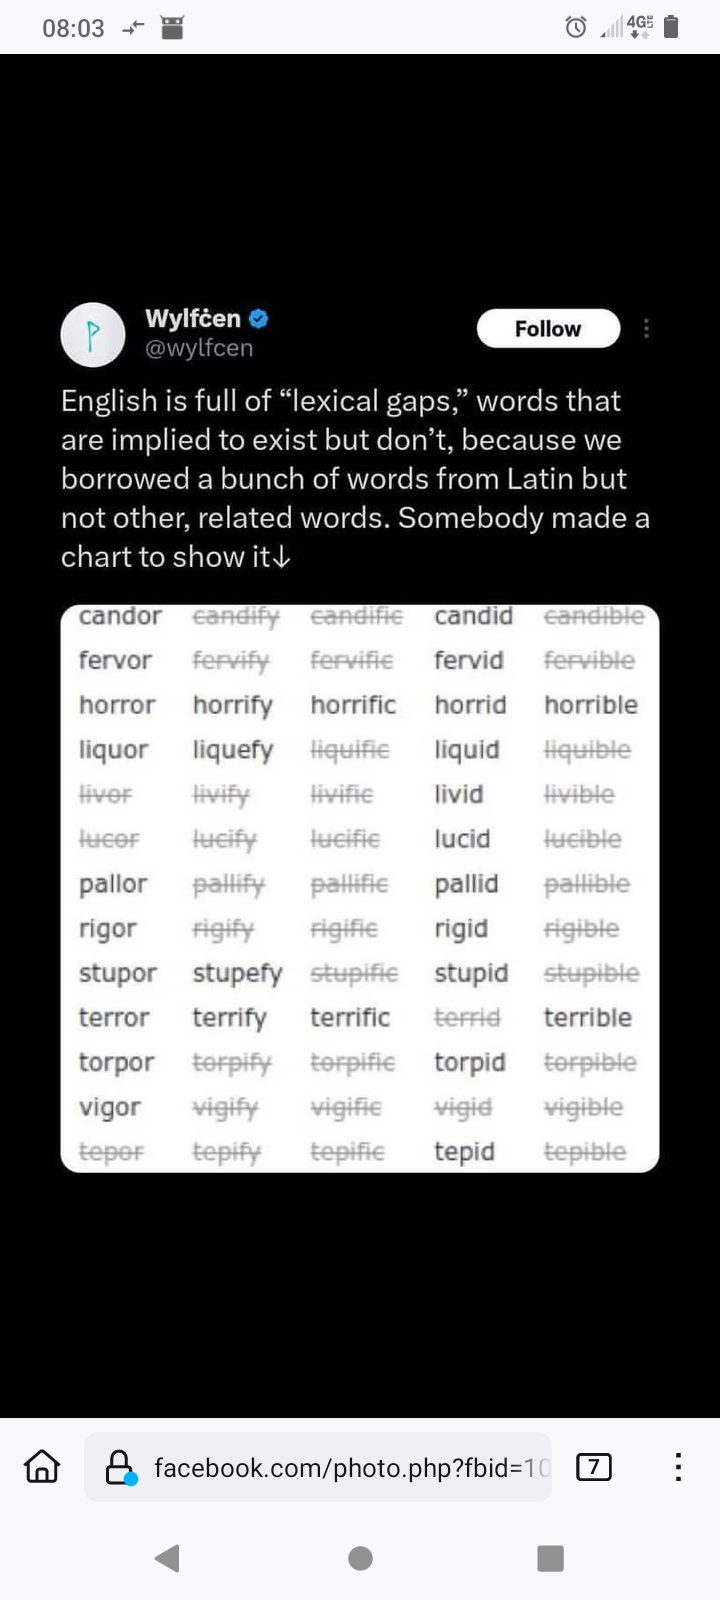 08:03 4G LTE
Wylfċen
@wylfcen
Follow
English is full of “lexical gaps,” words that
are implied to exist but don’t, because we
borrowed a bunch of words from Latin but
not other, related words. Somebody made a
chart to show it↓
candor candify candific candid candible
fervor fervify fervific fervid fervible
horror horrify horrific horrid horrible
liquor liquefy liquific liquid liquible
livor livify livific livid livible
lucor lucify lucific lucid lucible
pallor pallify pallific pallid pallible
rigor rigify rigific rigid rigible
stupor stupefy stupific stupid stupible
terror terrify terrific terrid terrible
torpor torpify torpific torpid torpible
vigor vigify vigific vigid vigible
tepor tepify tepific tepid tepible
facebook.com/photo.php?fbid=10
7